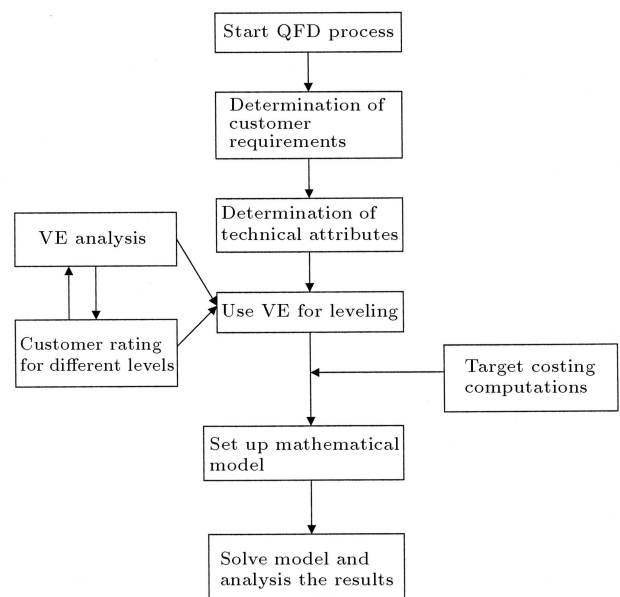 Start QFD process
Determination of
customer
requirements
Determination of
technical attributes
VE analysis
Use VE for leveling
Customer rating
for different levels
Target costing
computations
Set up mathematical
model
Solve model and
analysis the results